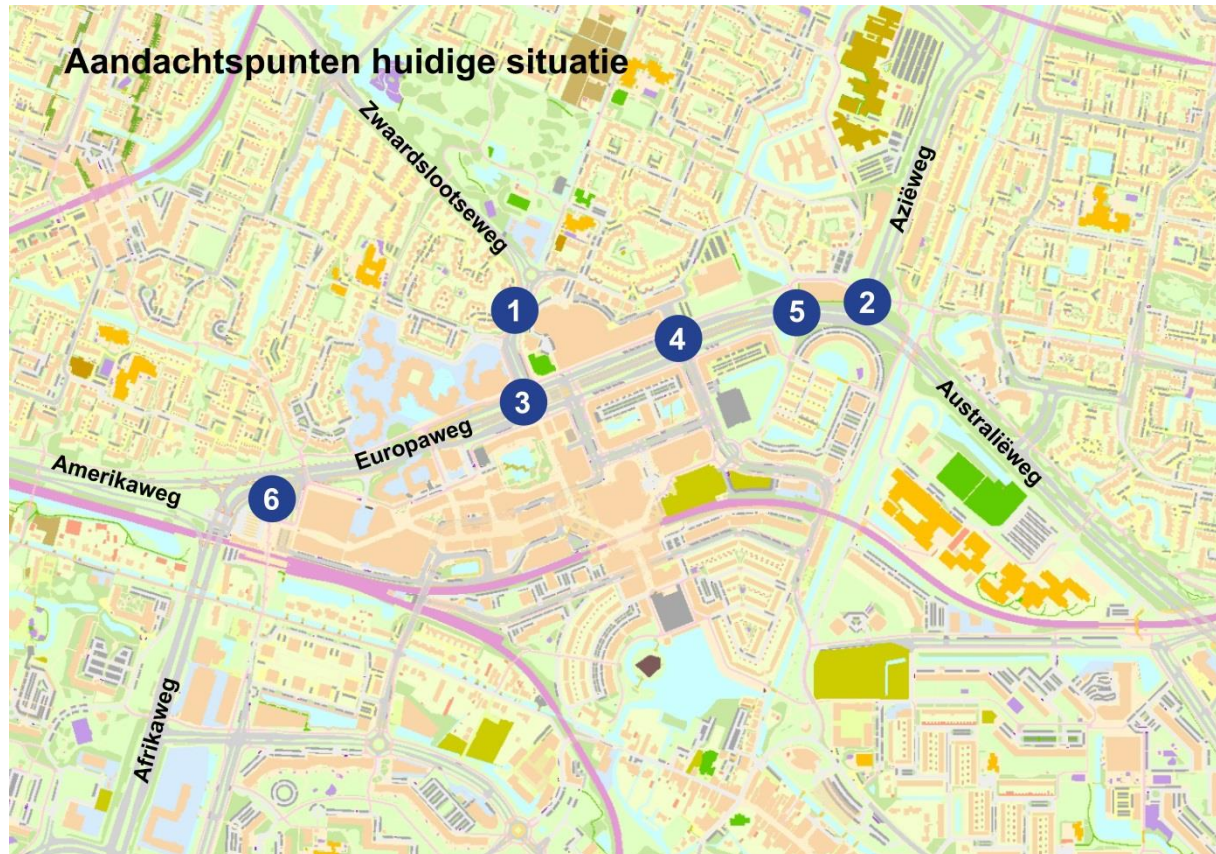 Aandachtspunten huidige situatie
Zwaardslootseweg
Aziëweg
1
2
5
4
3
Europaweg
Australiëweg
Amerikaweg
6
Afrikaweg